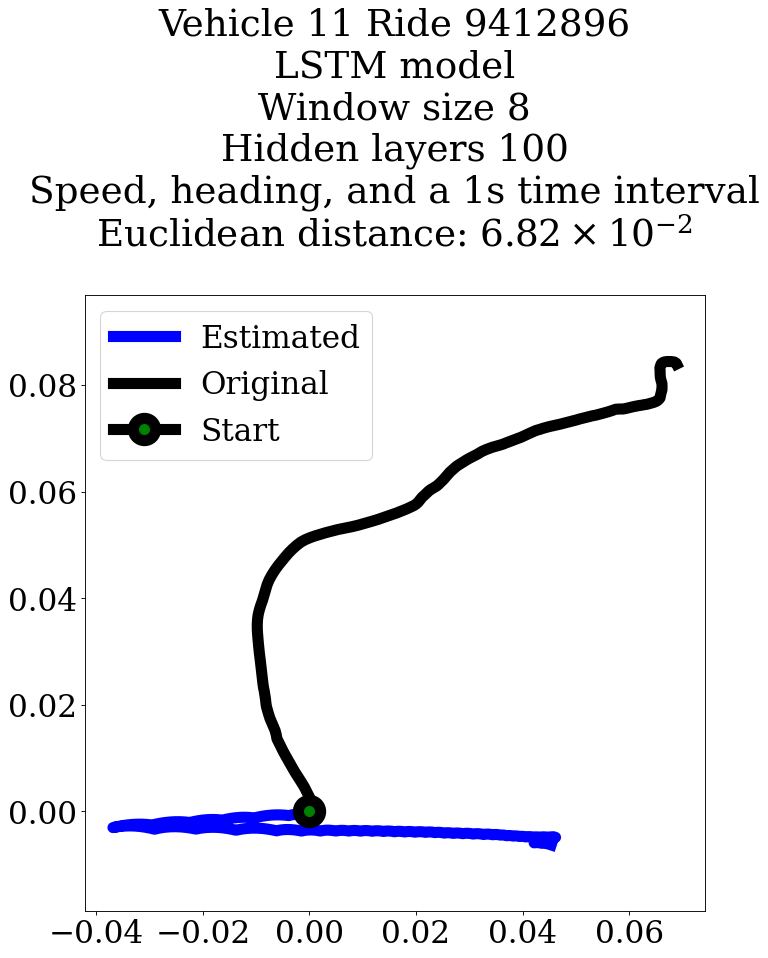 Vehicle 11 Ride 9412896
LSTM model
Window size 8
Hidden layers 100
Speed, heading, and a 1s time interval
Euclidean distance: 6.82 × 10⁻²
Estimated
Original
Start
0.08
0.06
0.04
0.02
0.00
−0.04 −0.02 0.00 0.02 0.04 0.06